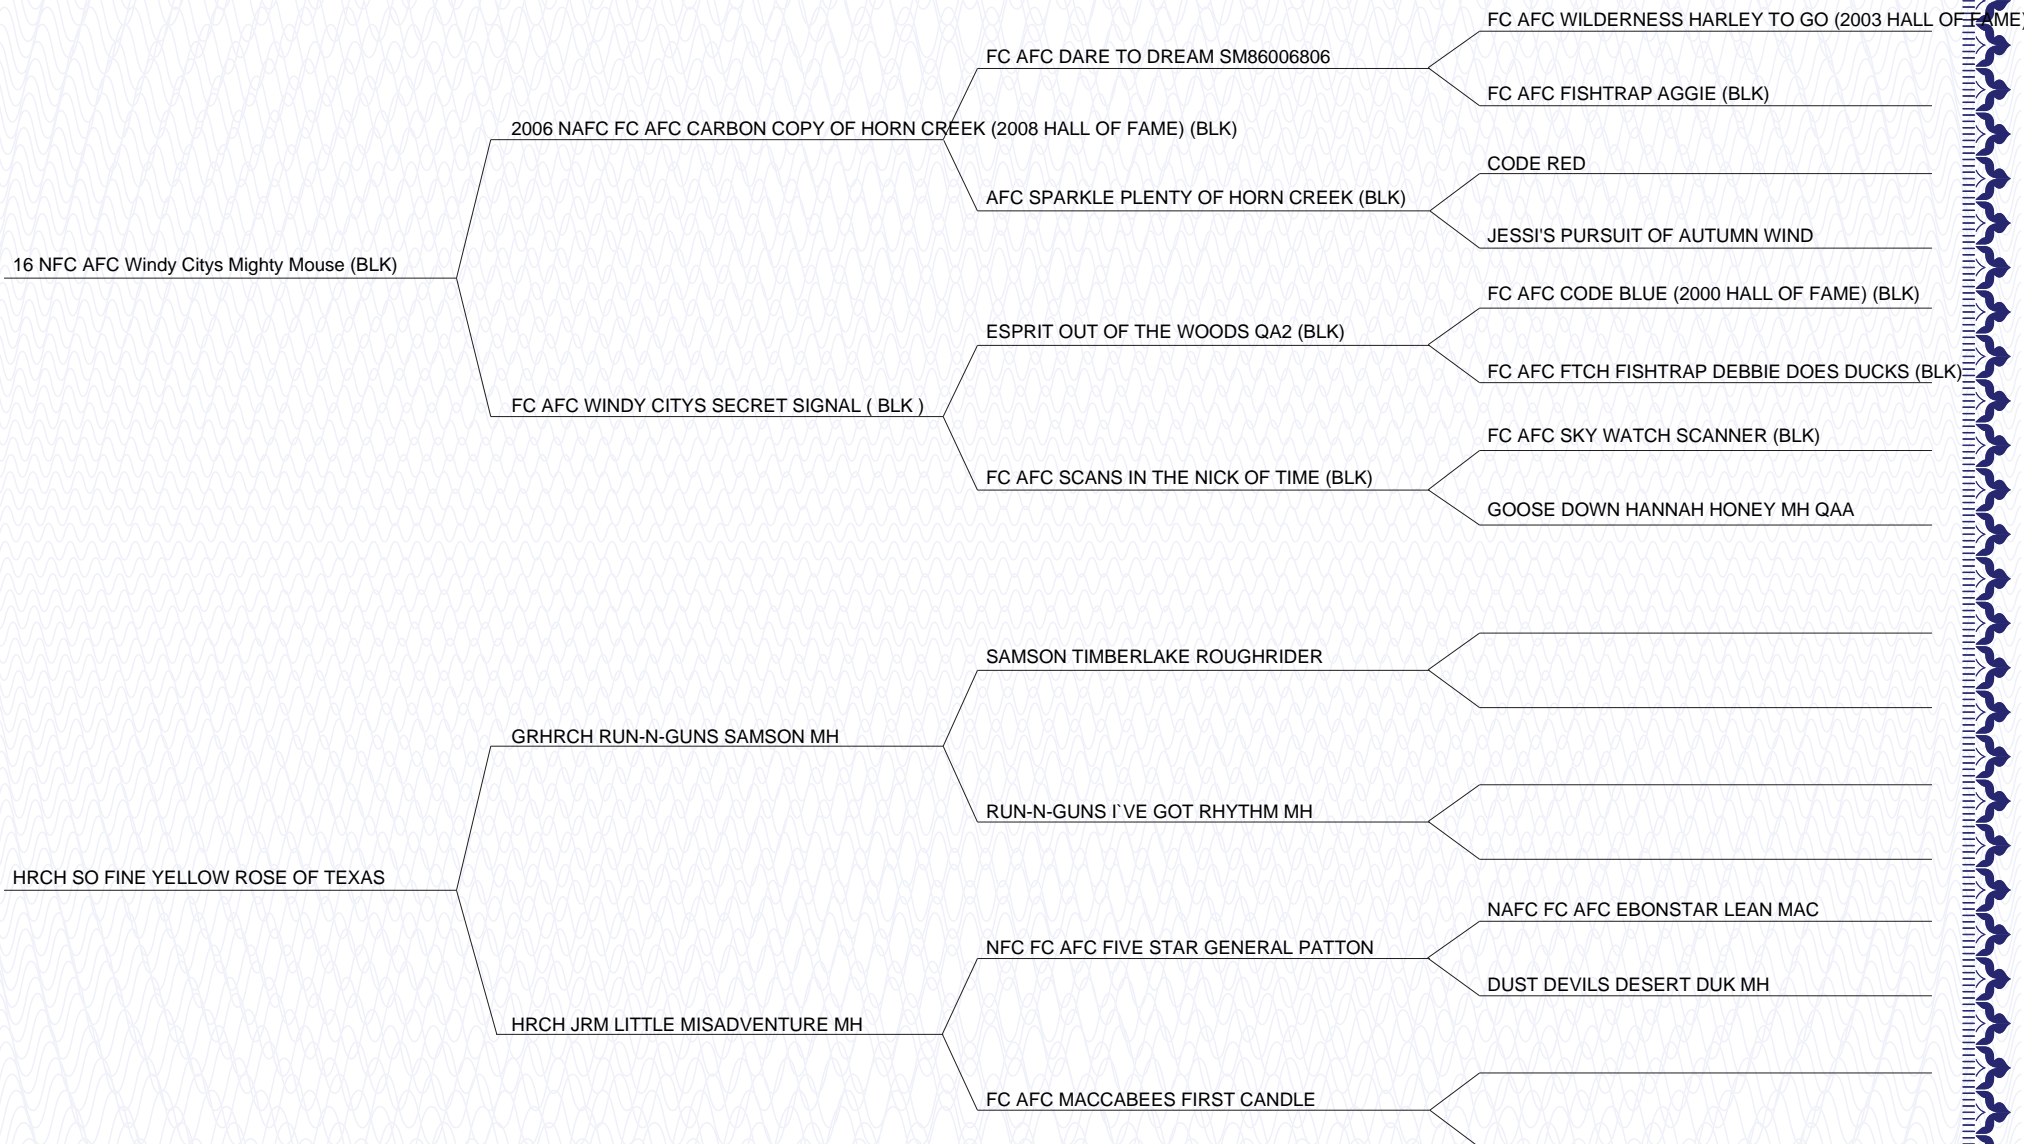 FC AFC WILDERNESS HARLEY TO GO (2003 HALL OF FAME)
FC AFC DARE TO DREAM SM86006806
FC AFC FISHTRAP AGGIE (BLK)
2006 NAFC FC AFC CARBON COPY OF HORN CREEK (2008 HALL OF FAME) (BLK)
CODE RED
AFC SPARKLE PLENTY OF HORN CREEK (BLK)
JESSI'S PURSUIT OF AUTUMN WIND
16 NFC AFC Windy Citys Mighty Mouse (BLK)
FC AFC CODE BLUE (2000 HALL OF FAME) (BLK)
ESPRIT OUT OF THE WOODS QA2 (BLK)
FC AFC FTCH FISHTRAP DEBBIE DOES DUCKS (BLK)
FC AFC WINDY CITYS SECRET SIGNAL ( BLK )
FC AFC SKY WATCH SCANNER (BLK)
FC AFC SCANS IN THE NICK OF TIME (BLK)
GOOSE DOWN HANNAH HONEY MH QAA
SAMSON TIMBERLAKE ROUGHRIDER
GRHRCH RUN-N-GUNS SAMSON MH
RUN-N-GUNS I`VE GOT RHYTHM MH
HRCH SO FINE YELLOW ROSE OF TEXAS
NAFC FC AFC EBONSTAR LEAN MAC
NFC FC AFC FIVE STAR GENERAL PATTON
DUST DEVILS DESERT DUK MH
HRCH JRM LITTLE MISADVENTURE MH
FC AFC MACCABEES FIRST CANDLE